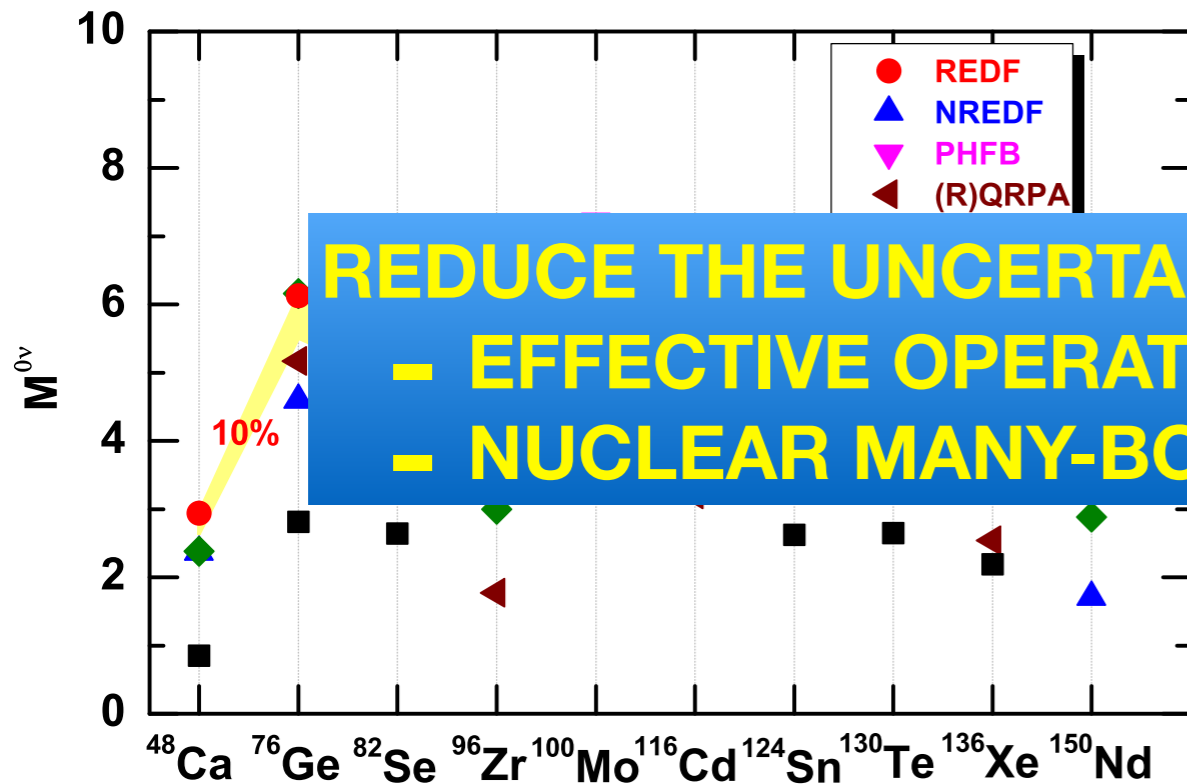 10
8
6
4
2
0
M0ν
REDF
NREDF
PHFB
(R)QRPA
REDUCE THE UNCERTA
- EFFECTIVE OPERAT
- NUCLEAR MANY-BO
10%
48Ca 76Ge 82Se 96Zr 100Mo 116Cd 124Sn 130Te 136Xe 150Nd